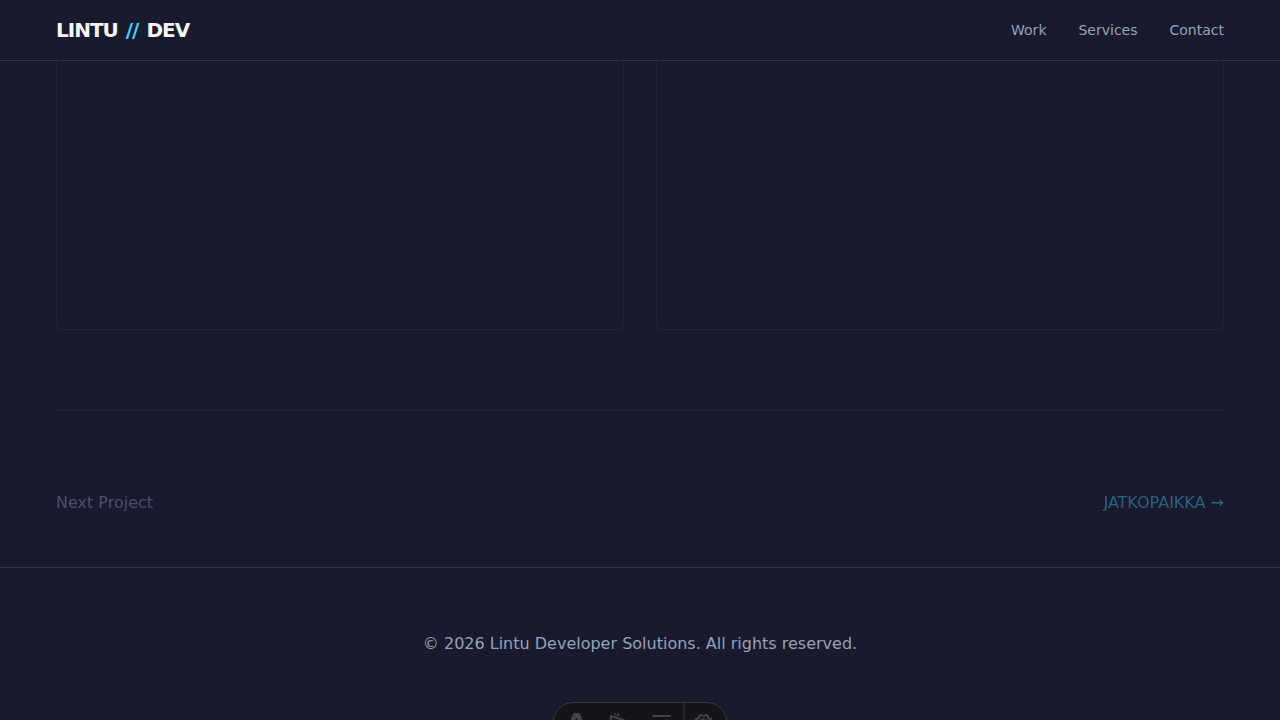 LINTU // DEV
Work
Services
Contact
Next Project
JATKOPAIKKA →
© 2026 Lintu Developer Solutions. All rights reserved.